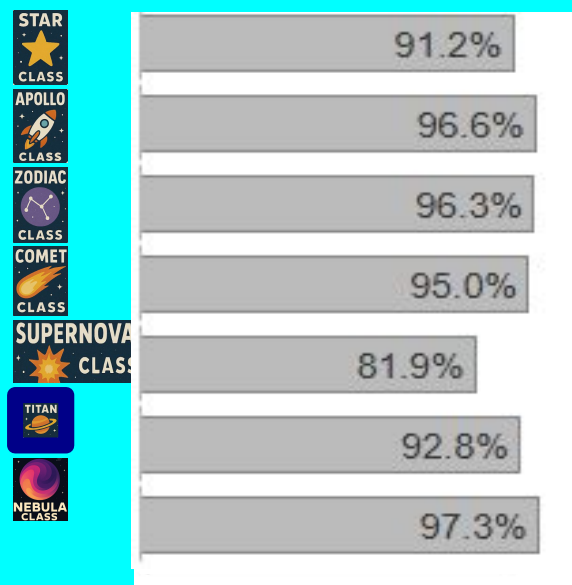 STAR
CLASS
91.2%
APOLLO
CLASS
96.6%
ZODIAC
CLASS
96.3%
COMET
CLASS
95.0%
SUPERNOVA
CLASS
81.9%
TITAN
92.8%
NEBULA
CLASS
97.3%